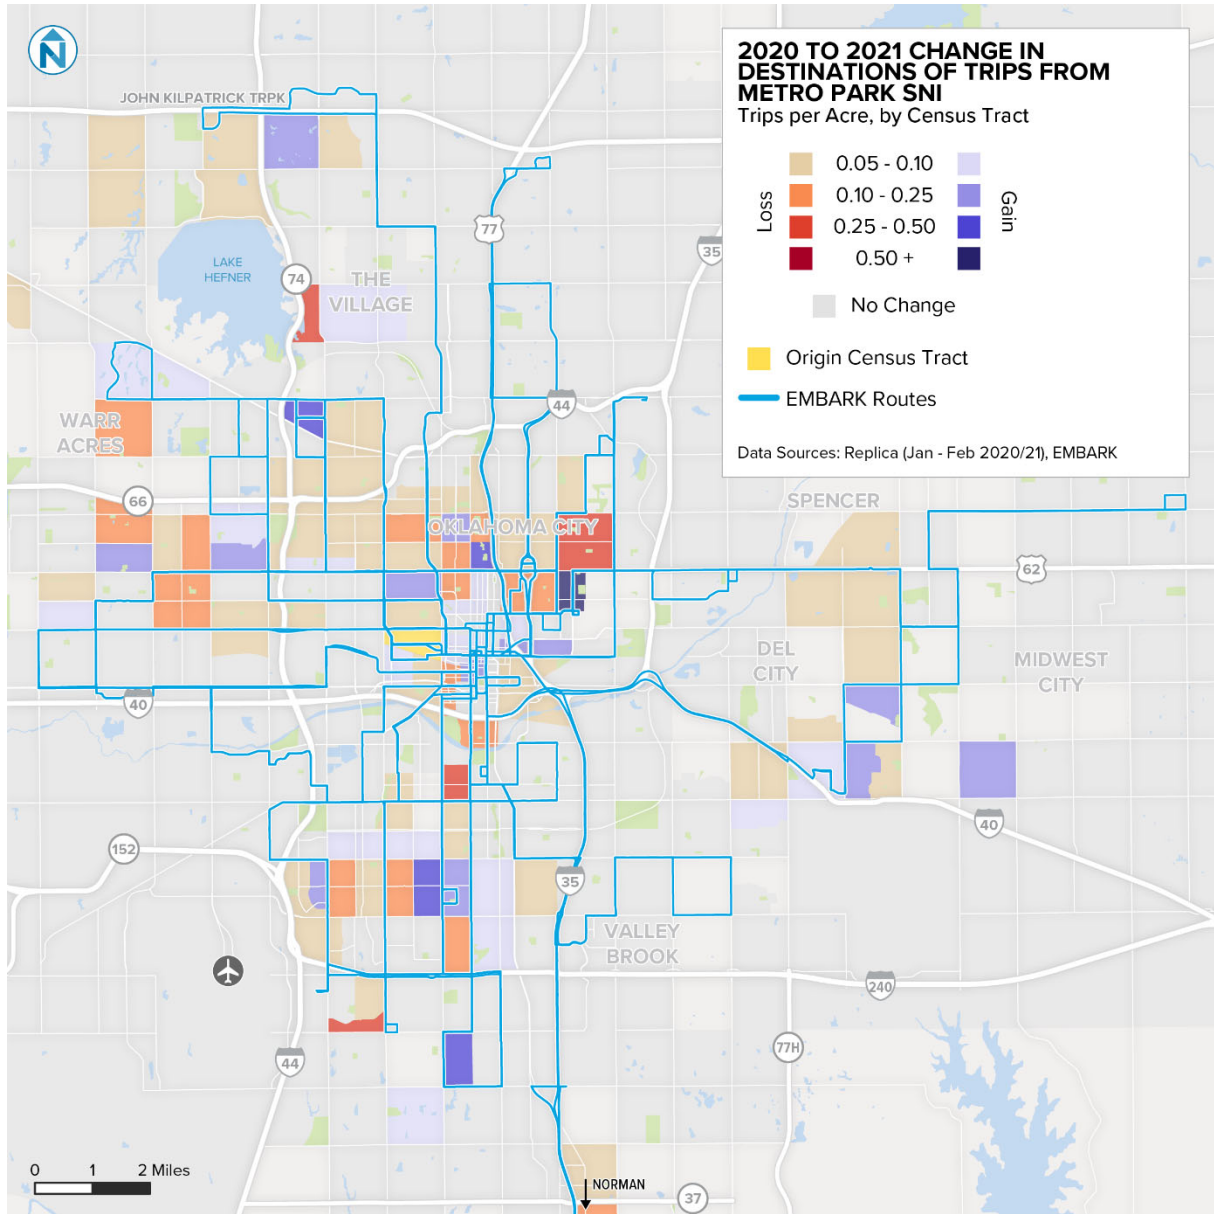 N
2020 TO 2021 CHANGE IN
DESTINATIONS OF TRIPS FROM
METRO PARK SNI
Trips per Acre, by Census Tract
Loss
0.05 - 0.10
0.10 - 0.25
0.25 - 0.50
0.50 +
Gain
No Change
Origin Census Tract
EMBARK Routes
Data Sources: Replica (Jan - Feb 2020/21), EMBARK
JOHN KILPATRICK TRPK
77
35
LAKE
HEFNER
74
THE
VILLAGE
44
WARR
ACRES
66
OKLAHOMA CITY
SPENCER
62
DEL
CITY
MIDWEST
CITY
40
40
152
35
VALLEY
BROOK
240
44
77H
0 1 2 Miles
NORMAN
37